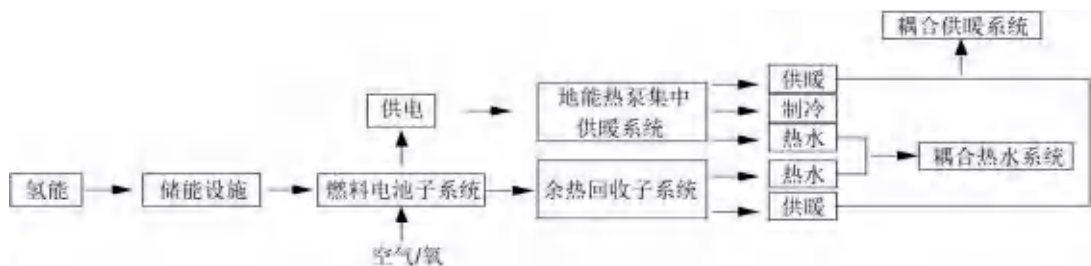 耦合供暖系统
供暖
供电
地能热泵集中
供暖系统
制冷
热水
耦合热水系统
氢能
储能设施
燃料电池子系统
余热回收子系统
热水
供暖
空气/氧